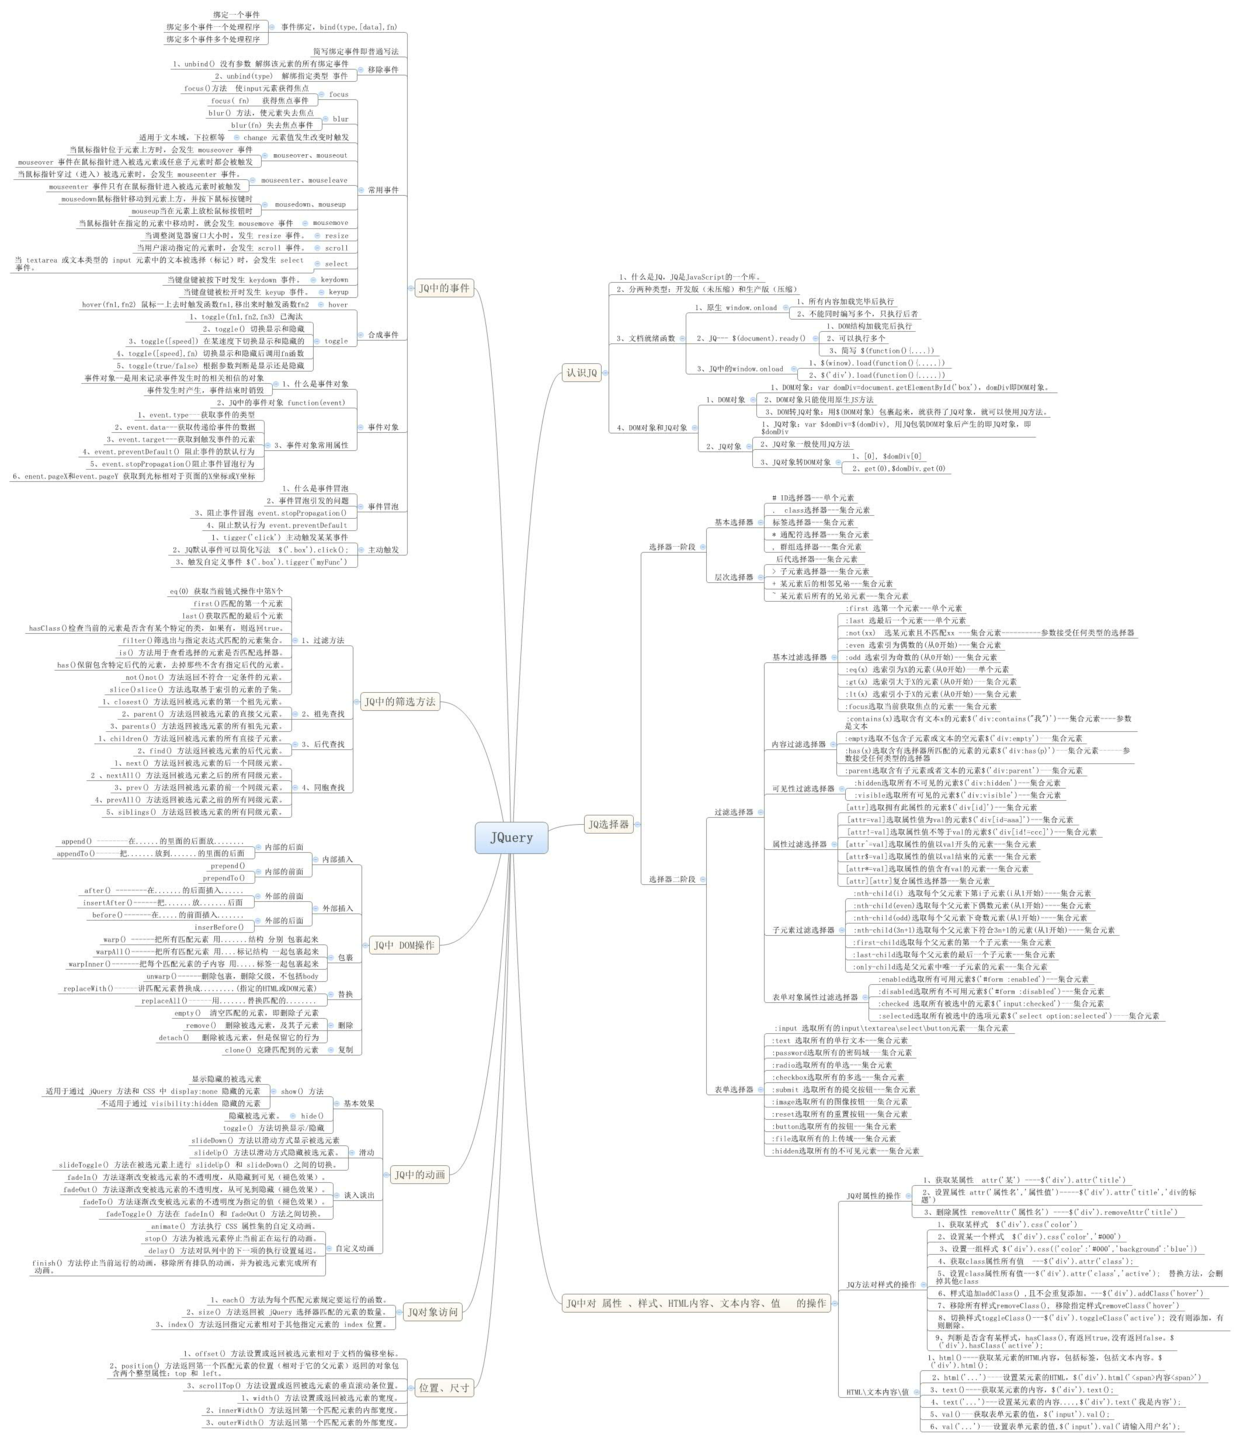 JQuery
JQ中的事件
绑定一个事件
绑定多个事件一个处理程序
绑定多个事件多个处理程序
事件绑定，bind(type,[data],fn)
简写绑定事件即普通写法
1、unbind() 没有参数 解绑该元素的所有绑定事件
2、unbind(type)  解绑指定类型 事件
移除事件
focus()方法  使input元素获得焦点
focus( fn)   获得焦点事件
focus
blur() 方法，使元素失去焦点
blur(fn) 失去焦点事件
blur
适用于文本域，下拉框等
change 元素值发生改变时触发
当鼠标指针位于元素上方时，会发生 mouseover 事件
mouseover 事件在鼠标指针进入被选元素或任意子元素时都会被触发
mouseover、mouseout
当鼠标指针穿过（进入）被选元素时，会发生 mouseenter 事件。
mouseenter 事件只有在鼠标指针进入被选元素时被触发
mouseenter、mouseleave
常用事件
mousedown鼠标指针移动到元素上方，并按下鼠标按键时
mouseup当在元素上放松鼠标按钮时
mousedown、mouseup
当鼠标指针在指定的元素中移动时，就会发生 mousemove 事件
mousemove
当调整浏览器窗口大小时，发生 resize 事件。
resize
当用户滚动指定的元素时，会发生 scroll 事件。
scroll
当 textarea 或文本类型的 input 元素中的文本被选择（标记）时，会发生 select
事件。
select
当键盘键被按下时发生 keydown 事件。
keydown
当键盘键被松开时发生 keyup 事件。
keyup
hover(fn1,fn2) 鼠标一上去时触发函数fn1,移出来时触发函数fn2
hover
1、toggle(fn1,fn2,fn3) 已淘汰
2、toggle() 切换显示和隐藏
3、toggle([speed]) 在某速度下切换显示和隐藏的
4、toggle([speed],fn) 切换显示和隐藏后调用fn函数
5、toggle(true/false) 根据参数判断是显示还是隐藏
toggle
合成事件
事件对象一是用来记录事件发生时的相关相信的对象
事件发生时产生，事件结束时销毁
1、什么是事件对象
2、JQ中的事件对象 function(event)
1、event.type---获取事件的类型
2、event.data---获取传递给事件的数据
3、event.target---获取到触发事件的元素
4、event.preventDefault() 阻止事件的默认行为
5、event.stopPropagation()阻止事件冒泡行为
6、enent.pageX和event.pageY 获取到光标相对于页面的X坐标或Y坐标
3、事件对象常用属性
事件对象
1、什么是事件冒泡
2、事件冒泡引发的问题
3、阻止事件冒泡 event.stopPropagation()
4、阻止默认行为 event.preventDefault
事件冒泡
1、tigger('click') 主动触发某某事件
2、JQ默认事件可以简化写法  $('.box').click();
3、触发自定义事件 $('.box').tigger('myFunc')
主动触发
JQ中的筛选方法
eq(0) 获取当前链式操作中第N个
first()匹配的第一个元素
last()获取匹配的最后个元素
hasClass()检查当前的元素是否含有某个特定的类，如果有，则返回true。
filter()筛选出与指定表达式匹配的元素集合。
is() 方法用于查看选择的元素是否匹配选择器。
has()保留包含特定后代的元素，去掉那些不含有指定后代的元素。
not()not() 方法返回不符合一定条件的元素。
slice()slice() 方法选取基于索引的元素的子集。
1、过滤方法
1、closest() 方法返回被选元素的第一个祖先元素。
2、parent() 方法返回被选元素的直接父元素。
3、parents() 方法返回被选元素的所有祖先元素。
2、祖先查找
1、children() 方法返回被选元素的所有直接子元素。
2、find() 方法返回被选元素的后代元素。
3、后代查找
1、next() 方法返回被选元素的后一个同级元素。
2 、nextAll() 方法返回被选元素之后的所有同级元素。
3、prev() 方法返回被选元素的前一个同级元素。
4、prevAll() 方法返回被选元素之前的所有同级元素。
5、siblings() 方法返回被选元素的所有同级元素。
4、同胞查找
JQ中 DOM操作
append() --------在......的里面的后面放........
appendTo()-----把.......放到.......的里面的后面
内部的后面
prepend()
prependTo()
内部的前面
内部插入
after() --------在.......的后面插入......
insertAfter()------把.......放.......后面
外部的前面
before()-------在.....的前面插入.......
inserBefore()
外部的后面
外部插入
warp() ------把所有匹配元素 用.......结构 分别 包裹起来
warpAll()------把所有匹配元素 用....标记结构 一起包裹起来
warpInner()-------把每个匹配元素的子内容 用.....标签一起包裹起来
unwarp()------删除包裹，删除父级，不包括body
包裹
replaceWith()------讲匹配元素替换成.........(指定的HTML或DOM元素)
replaceAll()------用.......替换匹配的........
替换
empty()  清空匹配的元素，即删除子元素
remove()  删除被选元素，及其子元素
detach()   删除被选元素，但是保留它的行为
删除
clone() 克隆匹配到的元素
复制
JQ中的动画
显示隐藏的被选元素
适用于通过 jQuery 方法和 CSS 中 display:none 隐藏的元素
不适用于通过 visibility:hidden 隐藏的元素
show() 方法
隐藏被选元素。
hide()
toggle() 方法切换显示/隐藏
基本效果
slideDown() 方法以滑动方式显示被选元素
slideUp() 方法以滑动方式隐藏被选元素。
slideToggle() 方法在被选元素上进行 slideUp() 和 slideDown() 之间的切换。
滑动
fadeIn() 方法逐渐改变被选元素的不透明度，从隐藏到可见（褪色效果）。
fadeOut() 方法逐渐改变被选元素的不透明度，从可见到隐藏（褪色效果）。
fadeTo() 方法逐渐改变被选元素的不透明度为指定的值（褪色效果）。
fadeToggle() 方法在 fadeIn() 和 fadeOut() 方法之间切换。
淡入淡出
animate() 方法执行 CSS 属性集的自定义动画。
stop() 方法为被选元素停止当前正在运行的动画。
delay() 方法对队列中的下一项的执行设置延迟。
finish() 方法停止当前运行的动画，移除所有排队的动画，并为被选元素完成所有
动画。
自定义动画
JQ对象访问
1、each() 方法为每个匹配元素规定要运行的函数。
2、size() 方法返回被 jQuery 选择器匹配的元素的数量。
3、index() 方法返回指定元素相对于其他指定元素的 index 位置。
位置、尺寸
1、offset() 方法设置或返回被选元素相对于文档的偏移坐标。
2、position() 方法返回第一个匹配元素的位置（相对于它的父元素）返回的对象包
含两个整型属性：top 和 left。
3、scrollTop() 方法设置或返回被选元素的垂直滚动条位置。
1、width() 方法设置或返回被选元素的宽度。
2、innerWidth() 方法返回第一个匹配元素的内部宽度。
3、outerWidth() 方法返回第一个匹配元素的外部宽度。
认识JQ
1、什么是JQ，JQ是JavaScript的一个库。
2、分两种类型：开发版（未压缩）和生产版（压缩）
3、文档就绪函数
1、原生 window.onload
1、所有内容加载完毕后执行
2、不能同时编写多个，只执行后者
2、JQ--- $(document).ready()
1、DOM结构加载完后执行
2、可以执行多个
3、简写 $(function(){....})
3、JQ中的window.onload
1、$(winow).load(function(){.....})
2、$('div').load(function(){.....})
4、DOM对象和JQ对象
1、DOM对象
1、DOM对象：var domDiv=document.getElementById('box'), domDiv即DOM对象。
2、DOM对象只能使用原生JS方法
3、DOM转JQ对象：用$(DOM对象) 包裹起来，就获得了JQ对象，就可以使用JQ方法。
2、JQ对象
1、JQ对象：var $domDiv=$(domDiv), 用JQ包装DOM对象后产生的即JQ对象，即
$domDiv
2、JQ对象一般使用JQ方法
3、JQ对象转DOM对象
1、[0], $domDiv[0]
2、get(0),$domDiv.get(0)
JQ选择器
选择器一阶段
基本选择器
# ID选择器---单个元素
.  class选择器---集合元素
标签选择器---集合元素
* 通配符选择器---集合元素
, 群组选择器---集合元素
层次选择器
后代选择器---集合元素
> 子元素选择器---集合元素
+ 某元素后的相邻兄弟---集合元素
~ 某元素后所有的兄弟元素---集合元素
选择器二阶段
过滤选择器
基本过滤选择器
:first 选第一个元素---单个元素
:last 选最后一个元素---单个元素
:not(xx)  选某元素且不匹配xx ---集合元素----------参数接受任何类型的选择器
:even 选索引为偶数的(从0开始)---集合元素
:odd 选索引为奇数的(从0开始)---集合元素
:eq(x) 选索引为X的元素(从0开始)---单个元素
:gt(x) 选索引大于X的元素(从0开始)---集合元素
:lt(x) 选索引小于X的元素(从0开始)---集合元素
:focus选取当前获取焦点的元素---集合元素
内容过滤选择器
:contains(x)选取含有文本x的元素$('div:contains("我")')---集合元素----参数
是文本
:empty选取不包含子元素或文本的空元素$('div:empty')---集合元素
:has(x)选取含有选择器所匹配的元素的元素$('div:has(p)')---集合元素------参
数接受任何类型的选择器
:parent选取含有子元素或者文本的元素$('div:parent')---集合元素
可见性过滤选择器
:hidden选取所有不可见的元素$('div:hidden')---集合元素
:visible选取所有可见的元素$('div:visible')---集合元素
属性过滤选择器
[attr]选取拥有此属性的元素$('div[id]')---集合元素
[attr=val]选取属性值为val的元素$('div[id=aaa]')---集合元素
[attr!=val]选取属性值不等于val的元素$('div[id!=ccc]')---集合元素
[attr^=val]选取属性的值以val开头的元素---集合元素
[attr$=val]选取属性的值以val结束的元素---集合元素
[attr*=val]选取属性的值含有val的元素---集合元素
[attr][attr]复合属性选择器---集合元素
子元素过滤选择器
:nth-child(i) 选取每个父元素下第i子元素(i从1开始)----集合元素
:nth-child(even)选取每个父元素下偶数元素(从1开始)----集合元素
:nth-child(odd)选取每个父元素下奇数元素(从1开始)----集合元素
:nth-child(3n+1)选取每个父元素下符合3n+1的元素(从1开始)---集合元素
:first-child选取每个父元素的第一个子元素---集合元素
:last-child选取每个父元素的最后一个子元素---集合元素
:only-child选是父元素中唯一子元素的元素---集合元素
表单对象属性过滤选择器
:enabled选取所有可用元素$('#form :enabled')---集合元素
:disabled选取所有不可用元素$('#form :disabled')---集合元素
:checked 选取所有被选中的元素$('input:checked')---集合元素
:selected选取所有被选中的选项元素$('select option:selected')----集合元素
表单选择器
:input 选取所有的input\textarea\select\button元素---集合元素
:text 选取所有的单行文本---集合元素
:password选取所有的密码域---集合元素
:radio选取所有的单选---集合元素
:checkbox选取所有的多选---集合元素
:submit 选取所有的提交按钮---集合元素
:image选取所有的图像按钮---集合元素
:reset选取所有的重置按钮---集合元素
:button选取所有的按钮---集合元素
:file选取所有的上传域---集合元素
:hidden选取所有的不可见元素---集合元素
JQ中对 属性 、样式、HTML内容、文本内容、值   的操作
JQ对属性的操作
1、获取某属性  attr('某') ----$('div').attr('title')
2、设置属性 attr('属性名','属性值')-----$('div').attr('title','div的标
题')
3、删除属性 removeAttr('属性名') ----$('div').removeAttr('title')
JQ方法对样式的操作
1、获取某样式  $('div').css('color')
2、设置某一个样式  $('div').css('color','#000')
3、设置一组样式 $('div').css({'color':'#000','background':'blue'})
4、获取class属性所有值  ---$('div').attr('class');
5、设置class属性所有值---$('div').attr('class','active');  替换方法，会删
掉其他class
6、样式追加addClass() ,且不会重复添加。---$('div').addClass('hover')
7、移除所有样式removeClass(), 移除指定样式removeClass('hover')
8、切换样式toggleClass()---$('div').toggleClass('active'); 没有则添加，有
则删除。
9、判断是否含有某样式，hasClass(),有返回true,没有返回false。$
('div').hasClass('active');
HTML\文本内容\值
1、html()----获取某元素的HTML内容，包括标签，包括文本内容。$
('div').html();
2、html('...')----设置某元素的HTML，$('div').html('<span>内容<span>')
3、text()----获取某元素的内容，$('div').text();
4、text('...')---设置某元素的内容....,$('div').text('我是内容');
5、val()---获取表单元素的值，$('input').val();
6、val('...')---设置表单元素的值,$('input').val('请输入用户名');